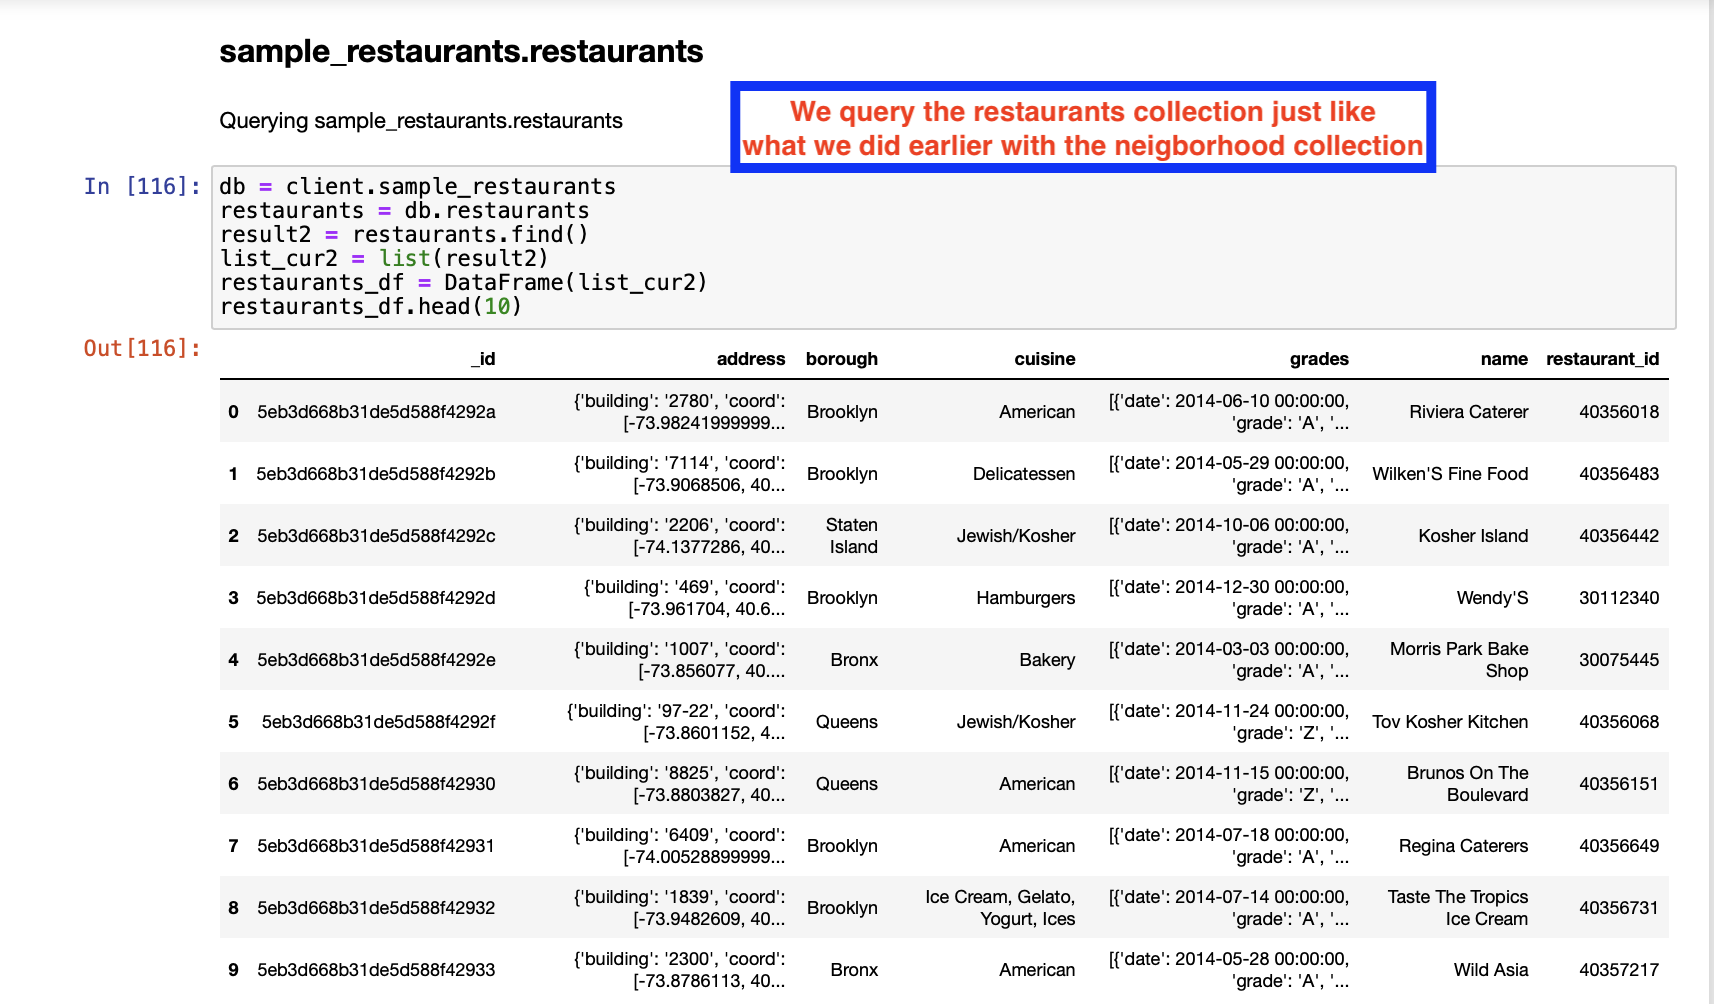 sample_restaurants.restaurants
We query the restaurants collection just like
what we did earlier with the neigborhood collection
Querying sample_restaurants.restaurants
In [116]:
db = client.sample_restaurants
restaurants = db.restaurants
result2 = restaurants.find()
list_cur2 = list(result2)
restaurants_df = DataFrame(list_cur2)
restaurants_df.head(10)
Out[116]:
_id address borough cuisine grades name restaurant_id
0 5eb3d668b31de5d588f4292a {'building': '2780', 'coord': [-73.98241999999... Brooklyn American [{'date': 2014-06-10 00:00:00, 'grade': 'A', '... Riviera Caterer 40356018
1 5eb3d668b31de5d588f4292b {'building': '7114', 'coord': [-73.9068506, 40... Brooklyn Delicatessen [{'date': 2014-05-29 00:00:00, 'grade': 'A', '... Wilken'S Fine Food 40356483
2 5eb3d668b31de5d588f4292c {'building': '2206', 'coord': [-74.1377286, 40... Staten Island Jewish/Kosher [{'date': 2014-10-06 00:00:00, 'grade': 'A', '... Kosher Island 40356442
3 5eb3d668b31de5d588f4292d {'building': '469', 'coord': [-73.961704, 40.6... Brooklyn Hamburgers [{'date': 2014-12-30 00:00:00, 'grade': 'A', '... Wendy'S 30112340
4 5eb3d668b31de5d588f4292e {'building': '1007', 'coord': [-73.856077, 40.... Bronx Bakery [{'date': 2014-03-03 00:00:00, 'grade': 'A', '... Morris Park Bake Shop 30075445
5 5eb3d668b31de5d588f4292f {'building': '97-22', 'coord': [-73.8601152, 4... Queens Jewish/Kosher [{'date': 2014-11-24 00:00:00, 'grade': 'Z', '... Tov Kosher Kitchen 40356068
6 5eb3d668b31de5d588f42930 {'building': '8825', 'coord': [-73.8803827, 40... Queens American [{'date': 2014-11-15 00:00:00, 'grade': 'Z', '... Brunos On The Boulevard 40356151
7 5eb3d668b31de5d588f42931 {'building': '6409', 'coord': [-74.00528899999... Brooklyn American [{'date': 2014-07-18 00:00:00, 'grade': 'A', '... Regina Caterers 40356649
8 5eb3d668b31de5d588f42932 {'building': '1839', 'coord': [-73.9482609, 40... Brooklyn Ice Cream, Gelato, Yogurt, Ices [{'date': 2014-07-14 00:00:00, 'grade': 'A', '... Taste The Tropics Ice Cream 40356731
9 5eb3d668b31de5d588f42933 {'building': '2300', 'coord': [-73.8786113, 40... Bronx American [{'date': 2014-05-28 00:00:00, 'grade': 'A', '... Wild Asia 40357217